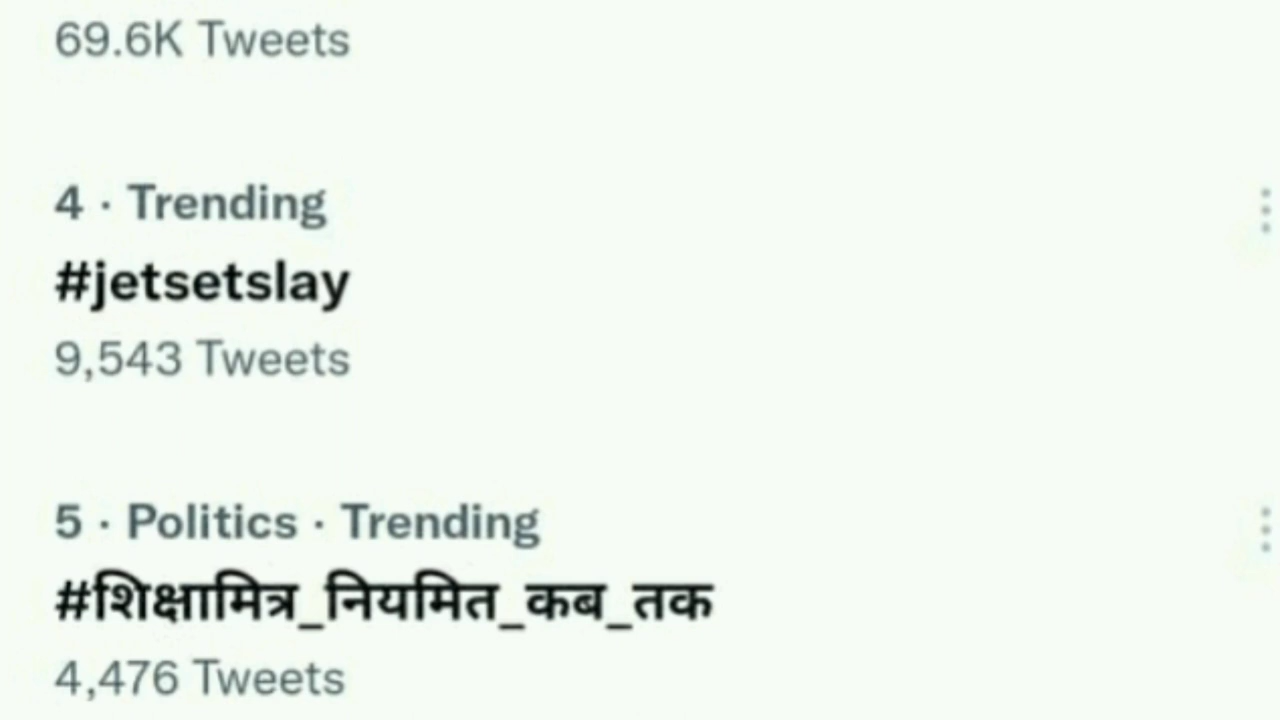 69.6K Tweets
4 · Trending
#jetsetslay
9,543 Tweets
5 · Politics · Trending
#शिक्षामित्र_नियमित_कब_तक
4,476 Tweets